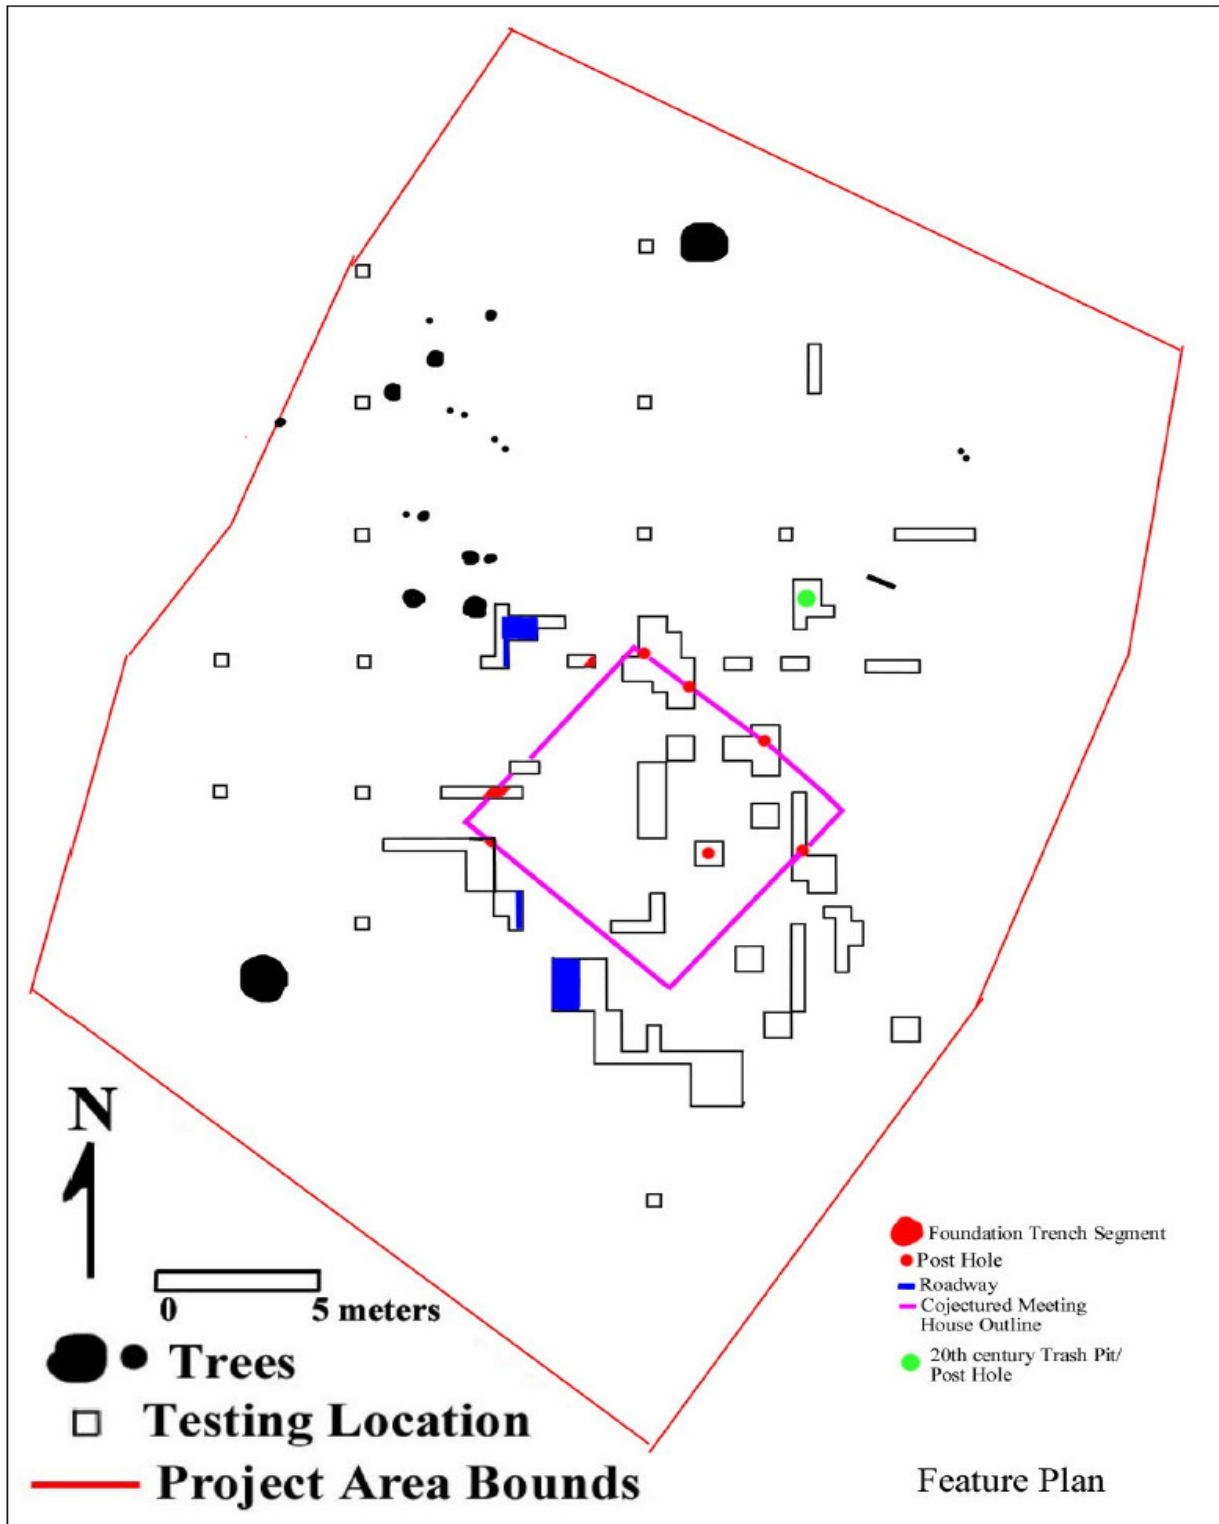 N
0 5 meters
Trees
Testing Location
Project Area Bounds
Foundation Trench Segment
Post Hole
Roadway
Cojectured Meeting
House Outline
20th century Trash Pit/
Post Hole
Feature Plan